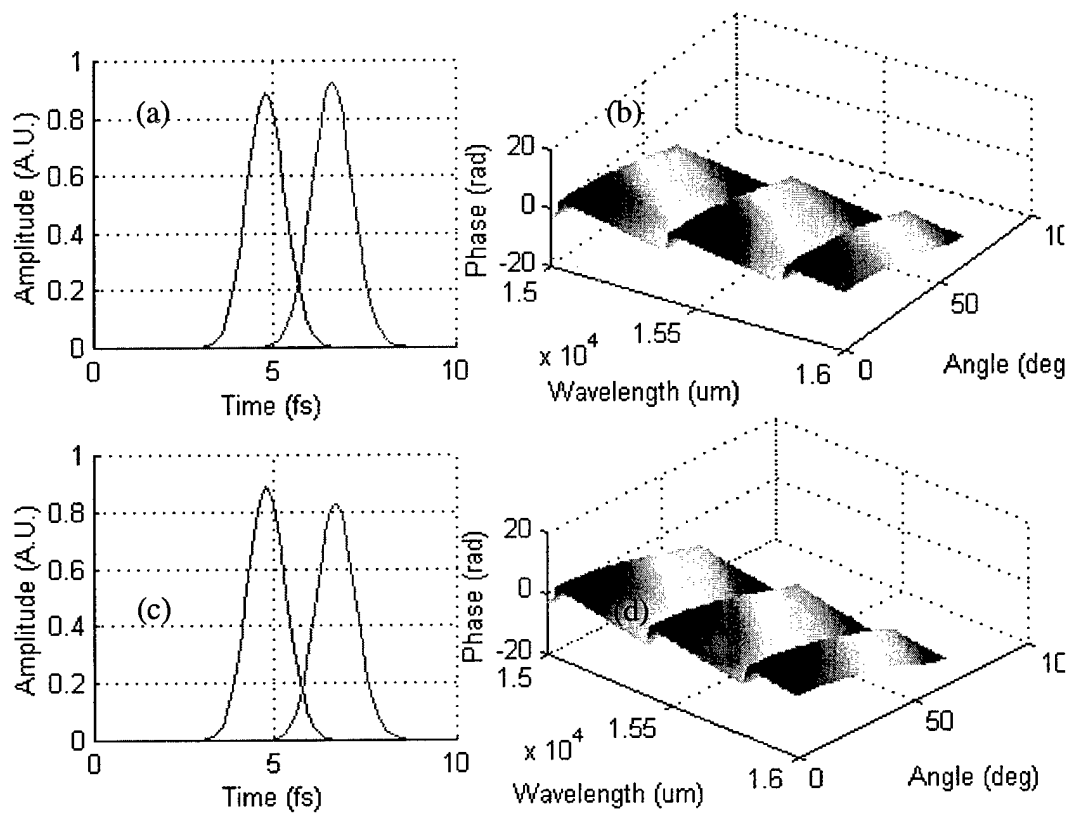 (a)
Amplitude (A.U.)
1
0.8
0.6
0.4
0.2
0
0 5 10
Time (fs)
(b)
Phase (rad)
20
0
-20
1.5
1.55
1.6
x 10^4
Wavelength (um)
0
50
10
Angle (deg
(c)
Amplitude (A.U.)
1
0.8
0.6
0.4
0.2
0
0 5 10
Time (fs)
(d)
Phase (rad)
20
0
-20
1.5
1.55
1.6
x 10^4
Wavelength (um)
0
50
10
Angle (deg)